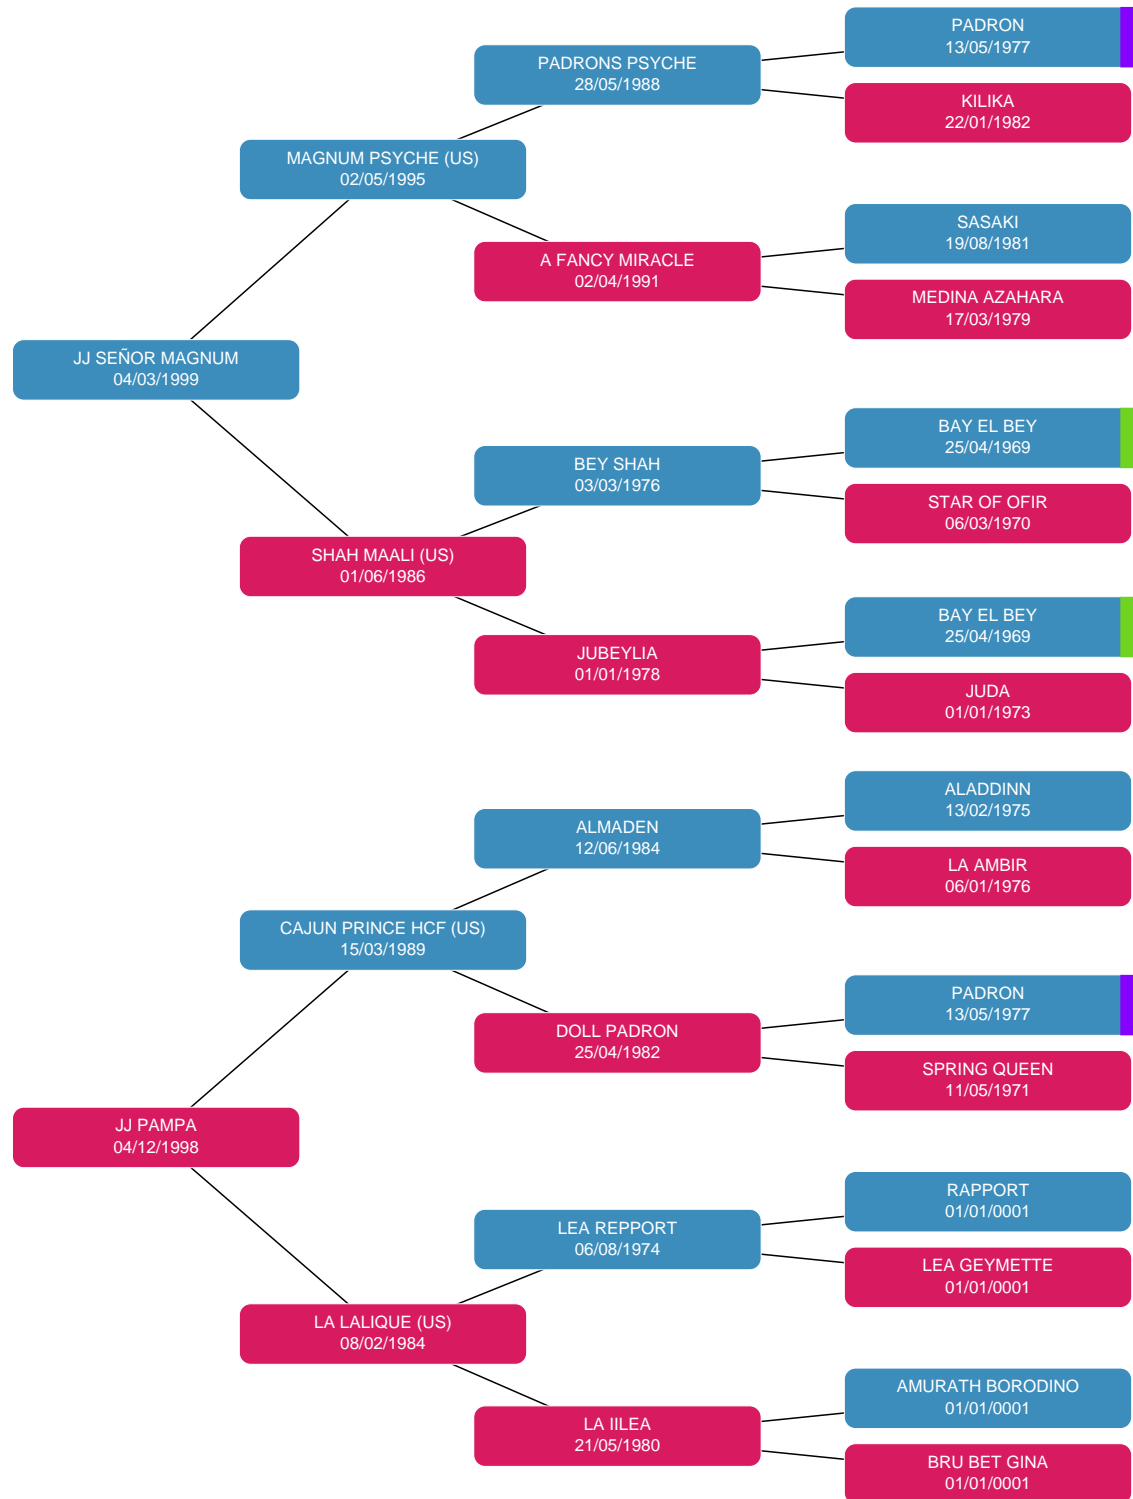 PADRON
13/05/1977
PADRONS PSYCHE
28/05/1988
KILIKA
22/01/1982
MAGNUM PSYCHE (US)
02/05/1995
SASAKI
19/08/1981
A FANCY MIRACLE
02/04/1991
MEDINA AZAHARA
17/03/1979
JJ SEÑOR MAGNUM
04/03/1999
BAY EL BEY
25/04/1969
BEY SHAH
03/03/1976
STAR OF OFIR
06/03/1970
SHAH MAALI (US)
01/06/1986
BAY EL BEY
25/04/1969
JUBEYLIA
01/01/1978
JUDA
01/01/1973
ALADDINN
13/02/1975
ALMADEN
12/06/1984
LA AMBIR
06/01/1976
CAJUN PRINCE HCF (US)
15/03/1989
PADRON
13/05/1977
DOLL PADRON
25/04/1982
SPRING QUEEN
11/05/1971
JJ PAMPA
04/12/1998
RAPPORT
01/01/0001
LEA REPPORT
06/08/1974
LEA GEYMETTE
01/01/0001
LA LALIQUE (US)
08/02/1984
AMURATH BORODINO
01/01/0001
LA IILEA
21/05/1980
BRU BET GINA
01/01/0001